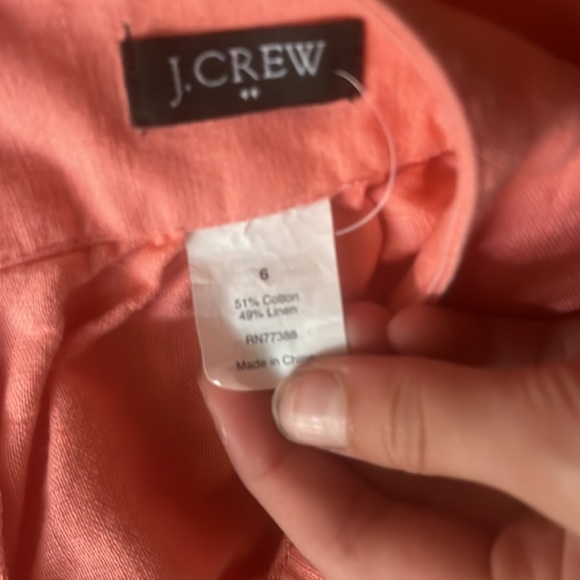 J.CREW
6
51% Cotton
49% Linen
RN77388
Made in China